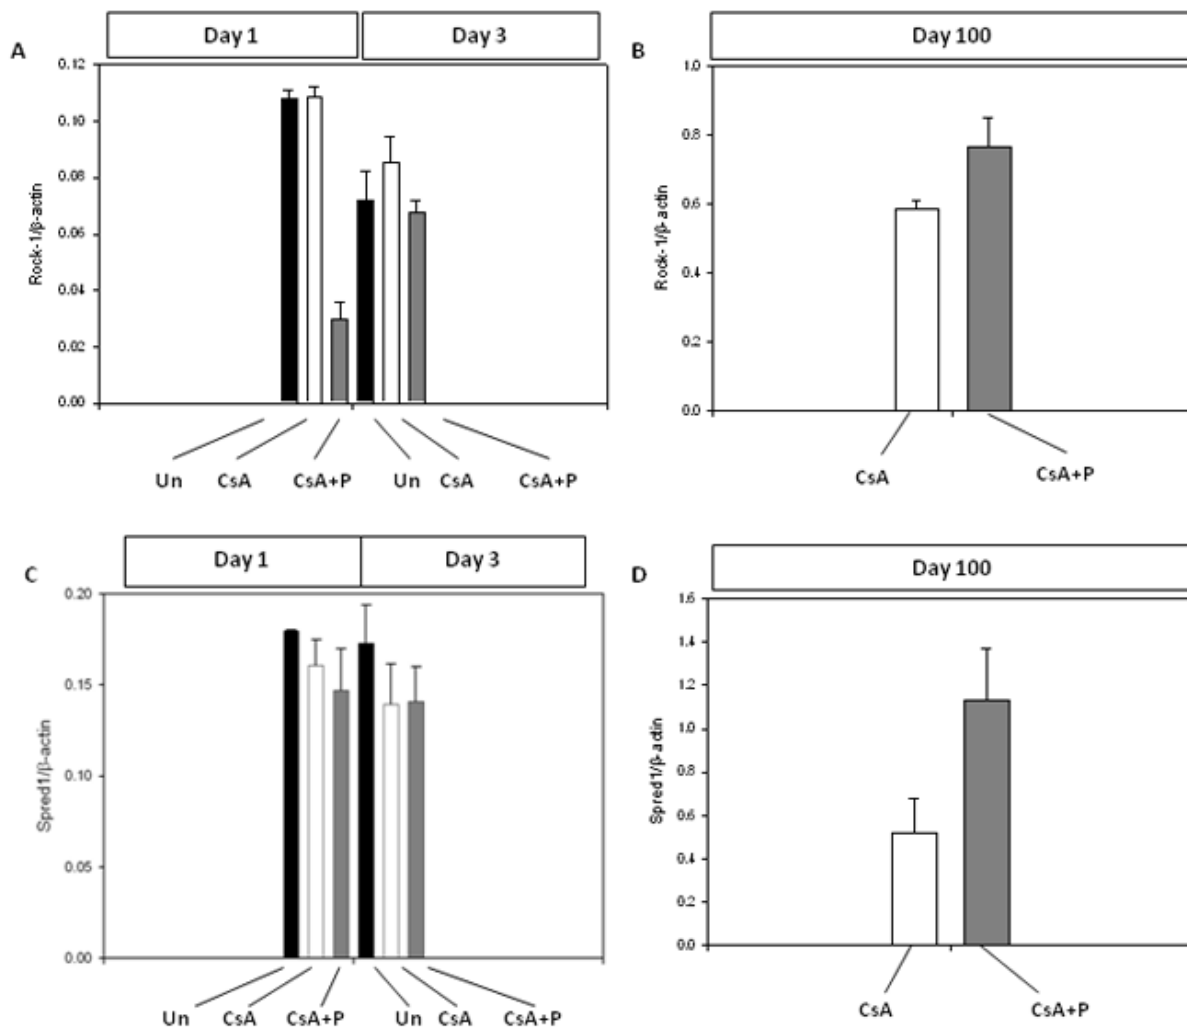 A
Day 1
Day 3
0.12
0.10
0.08
0.06
0.04
0.02
0.00
Rock-1/β-actin
Un
CsA
CsA+P
Un
CsA
CsA+P
B
Day 100
1.0
0.8
0.6
0.4
0.2
0.0
Rock-1/β-actin
CsA
CsA+P
C
Day 1
Day 3
0.20
0.15
0.10
0.05
0.00
Spred1/β-actin
Un
CsA
CsA+P
Un
CsA
CsA+P
D
Day 100
1.6
1.4
1.2
1.0
0.8
0.6
0.4
0.2
0.0
Spred1/β-actin
CsA
CsA+P